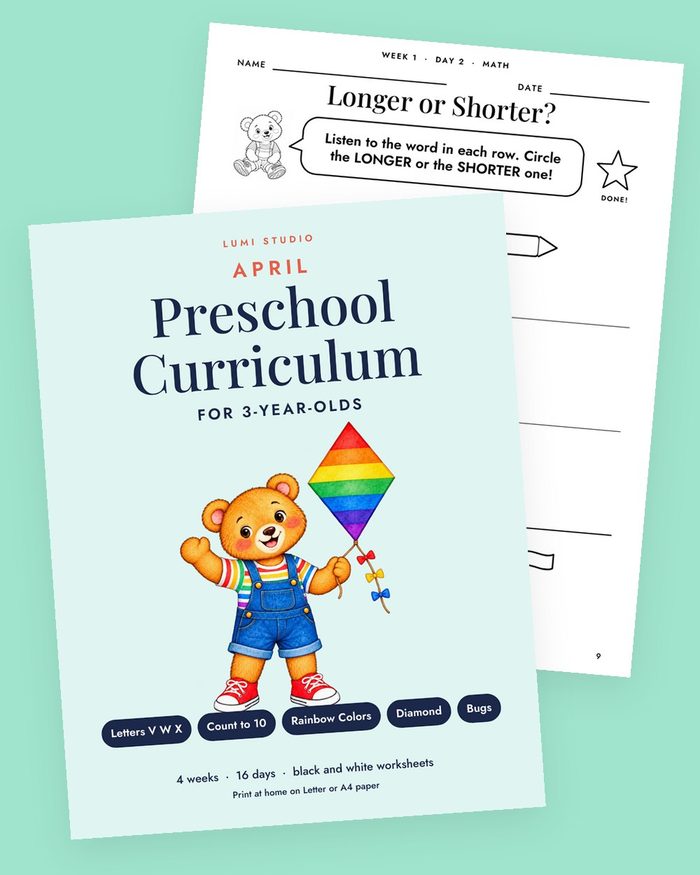 WEEK 1 · DAY 2 · MATH
NAME
DATE
Longer or Shorter?
Listen to the word in each row. Circle
the LONGER or the SHORTER one!
DONE!
9
LUMI STUDIO
APRIL
Preschool
Curriculum
FOR 3-YEAR-OLDS
Letters V W X
Count to 10
Rainbow Colors
Diamond
Bugs
4 weeks · 16 days · black and white worksheets
Print at home on Letter or A4 paper